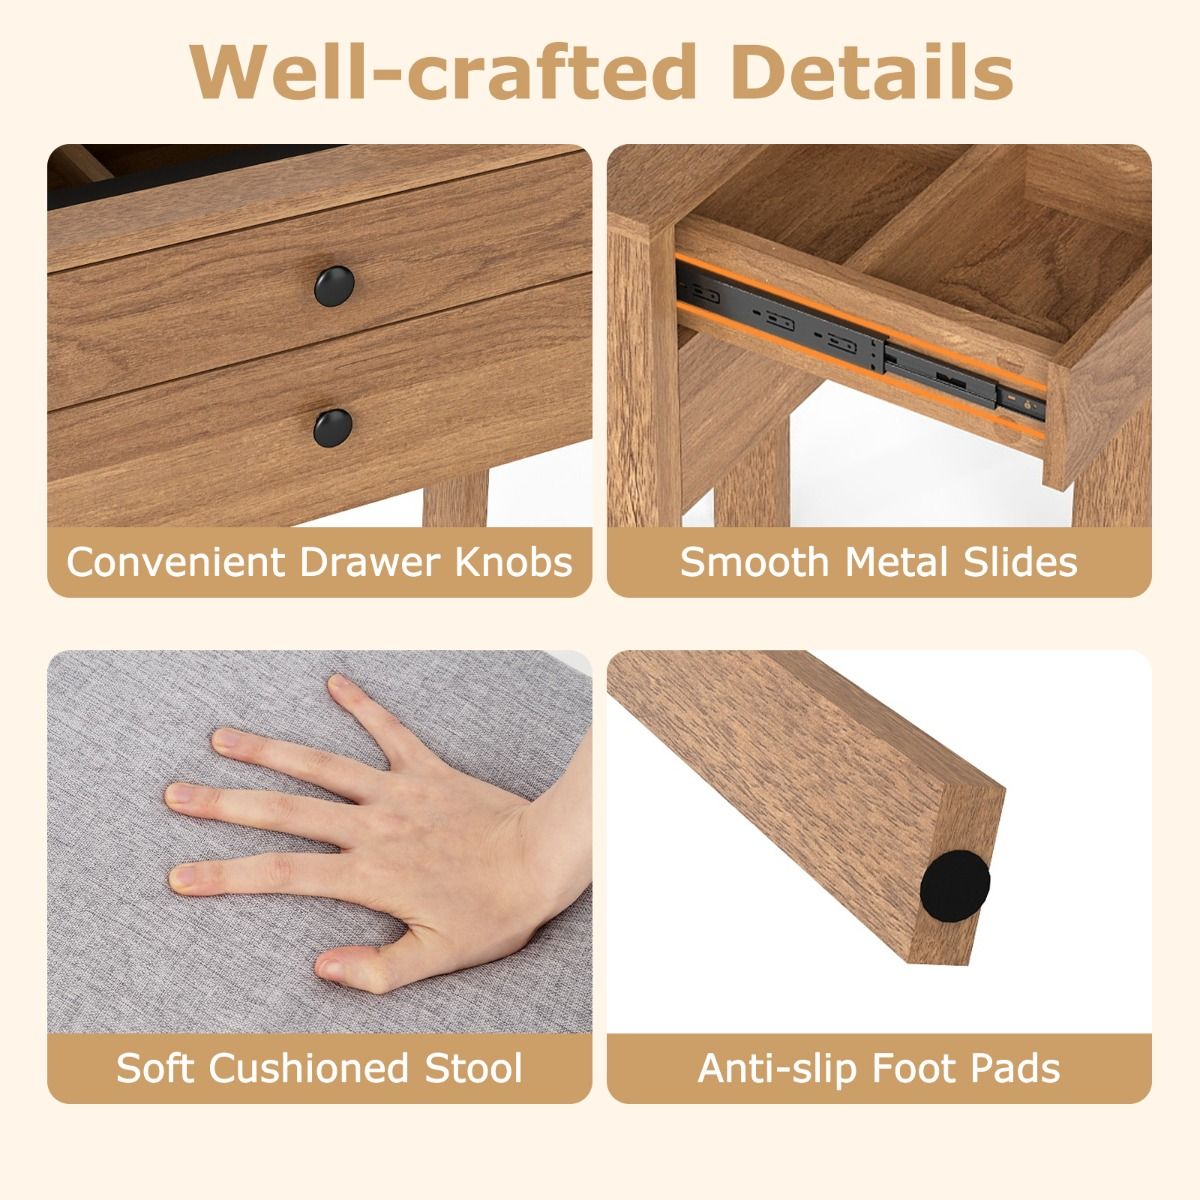 Well-crafted Details
Convenient Drawer Knobs
Smooth Metal Slides
Soft Cushioned Stool
Anti-slip Foot Pads